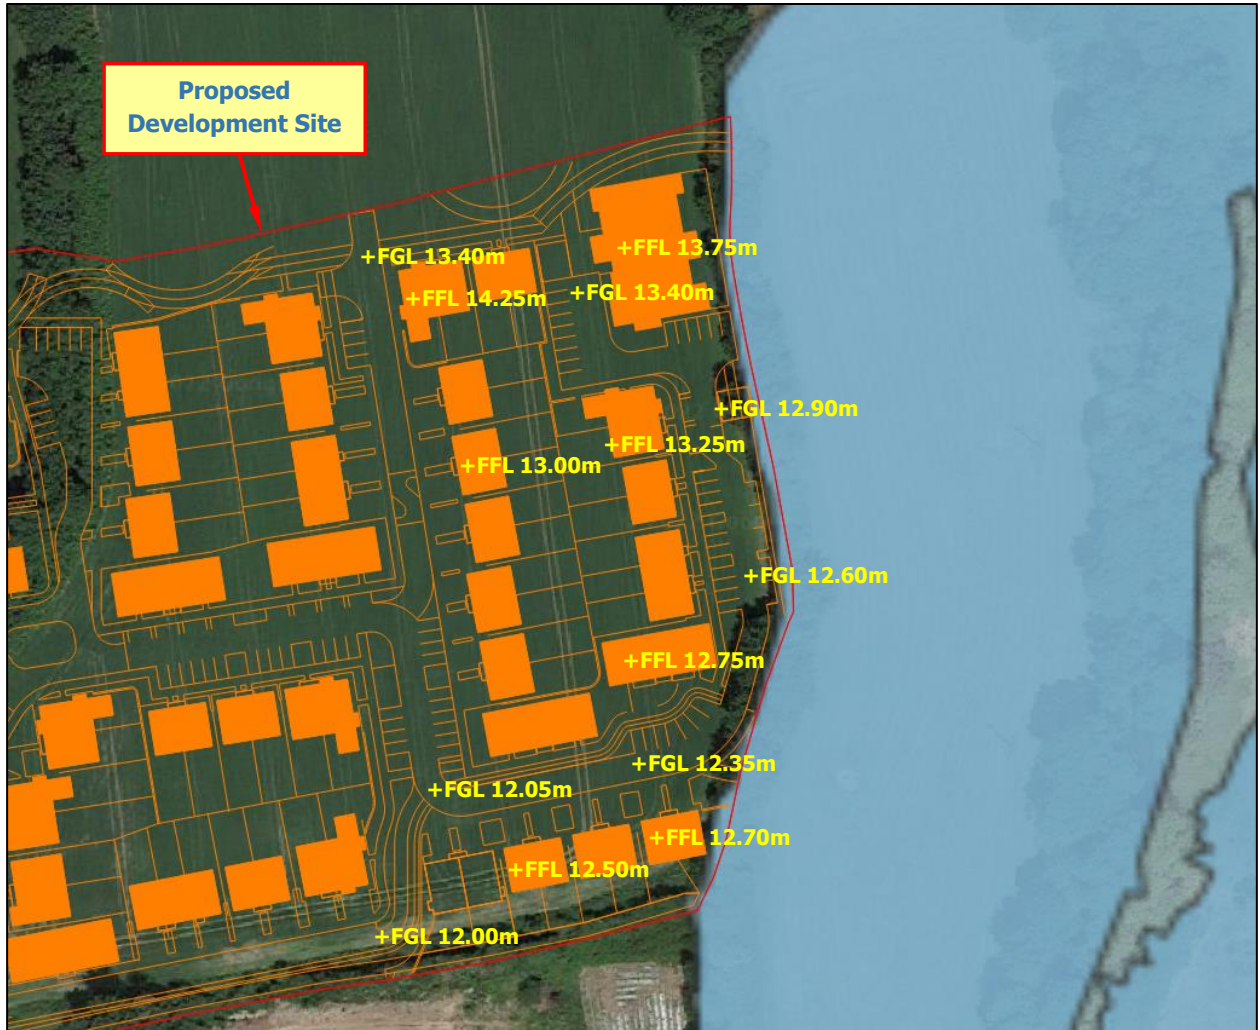 Proposed
Development Site
+FGL 13.40m
+FFL 13.75m
+FFL 14.25m
+FGL 13.40m
+FGL 12.90m
+FFL 13.25m
+FFL 13.00m
+FGL 12.60m
+FFL 12.75m
+FGL 12.35m
+FGL 12.05m
+FFL 12.70m
+FFL 12.50m
+FGL 12.00m